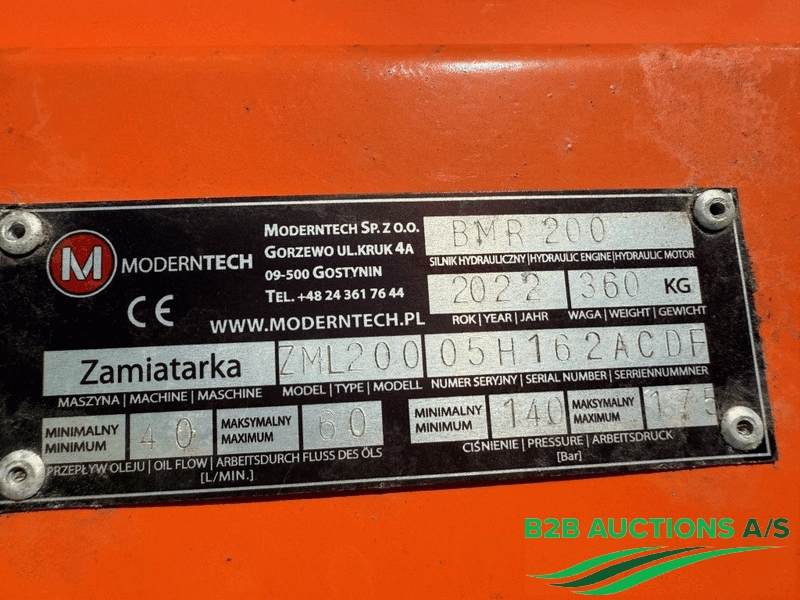 M MODERNTECH
CE
MODERNTECH SP. Z O.O.
GORZEWO UL.KRUK 4A
09-500 GOSTYNIN
TEL. +48 24 361 76 44
WWW.MODERNTECH.PL
BMR 200
SILNIK HYDRAULICZNY | HYDRAULIC ENGINE | HYDRAULIC MOTOR
2022 360 KG
ROK | YEAR | JAHR WAGA | WEIGHT | GEWICHT
Zamiatarka ZML200 05H162ACDF
MASZYNA | MACHINE | MASCHINE MODEL | TYPE | MODELL NUMER SERYJNY | SERIAL NUMBER | SERRIENNUMMNER
MINIMALNY MINIMUM 40 MAKSYMALNY MAXIMUM 60 MINIMALNY MINIMUM 140 MAKSYMALNY MAXIMUM 175
PRZEPŁYW OLEJU | OIL FLOW | ARBEITSDURCH FLUSS DES ÖLS CIŚNIENIE | PRESSURE | ARBEITSDRUCK
[L/MIN.] [Bar]
B2B AUCTIONS A/S